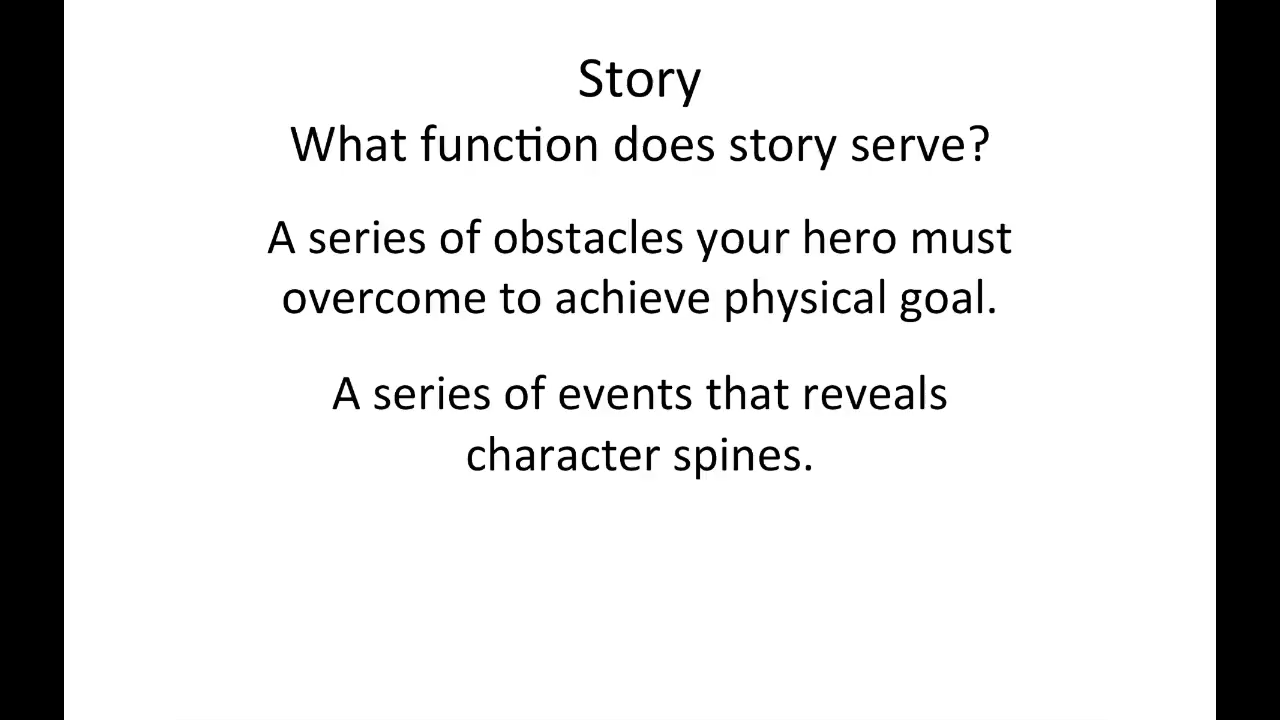 Story
What function does story serve?
A series of obstacles your hero must
overcome to achieve physical goal.
A series of events that reveals
character spines.